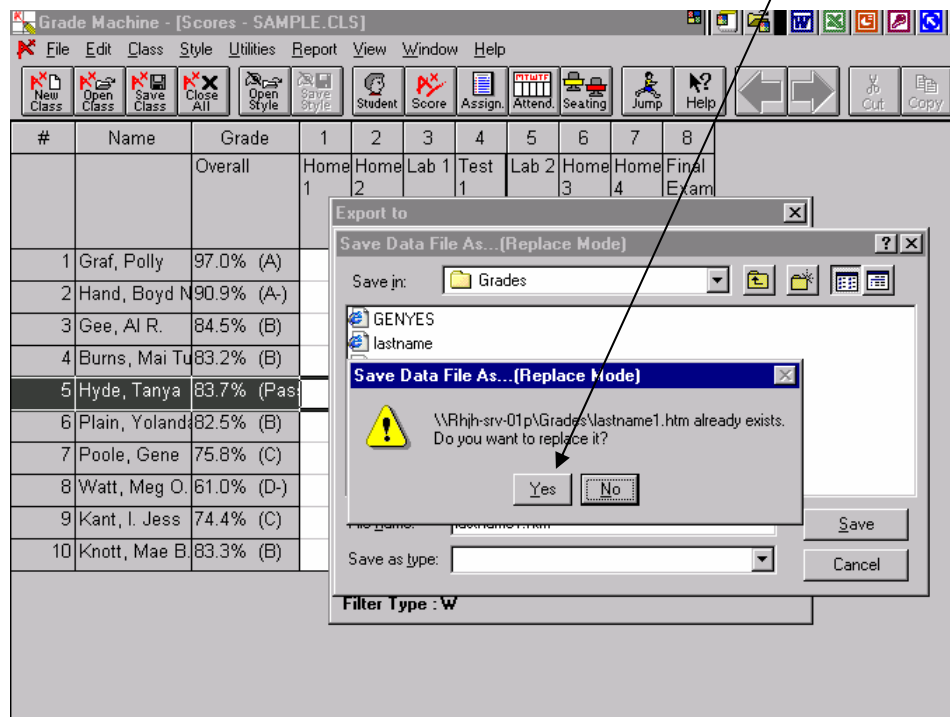 Grade Machine - [Scores - SAMPLE.CLS]
File Edit Class Style Utilities Report View Window Help
New Class Open Class Save Class Close All Open Style Save Style Student Score Assign. MTWTF Attend. Seating Jump Help Cut Copy
# Name Grade 1 2 3 4 5 6 7 8
Overall Home 1 Home 2 Lab 1 Test 1 Lab 2 Home 3 Home 4 Final Exam
1 Graf, Polly 97.0% (A)
2 Hand, Boyd N 90.9% (A-)
3 Gee, Al R. 84.5% (B)
4 Burns, Mai Tu 83.2% (B)
5 Hyde, Tanya 83.7% (Pas
6 Plain, Yoland 82.5% (B)
7 Poole, Gene 75.8% (C)
8 Watt, Meg O. 61.0% (D-)
9 Kant, I. Jess 74.4% (C)
10 Knott, Mae B. 83.3% (B)
Export to
Save Data File As...(Replace Mode)
Save in: Grades
GENYES
lastname
Save Data File As...(Replace Mode)
\\Rhjh-srv-01p\Grades\lastname1.htm already exists.
Do you want to replace it?
Yes No
File name: lastname1.htm Save
Save as type: Cancel
Filter Type : W